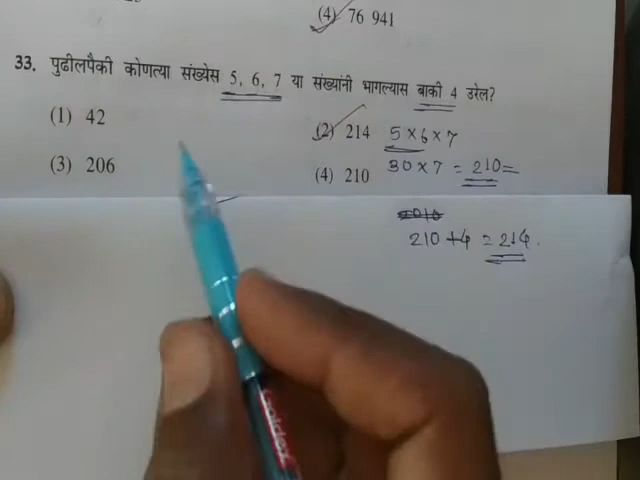 (4) 76 941
33. पुढीलपैकी कोणत्या संख्येस 5, 6, 7 या संख्यांनी भागल्यास बाकी 4 उरेल?
(1) 42
(2) 214 5 × 6 × 7
(3) 206
(4) 210 30 × 7 = 210 =
210 + 4 = 214.